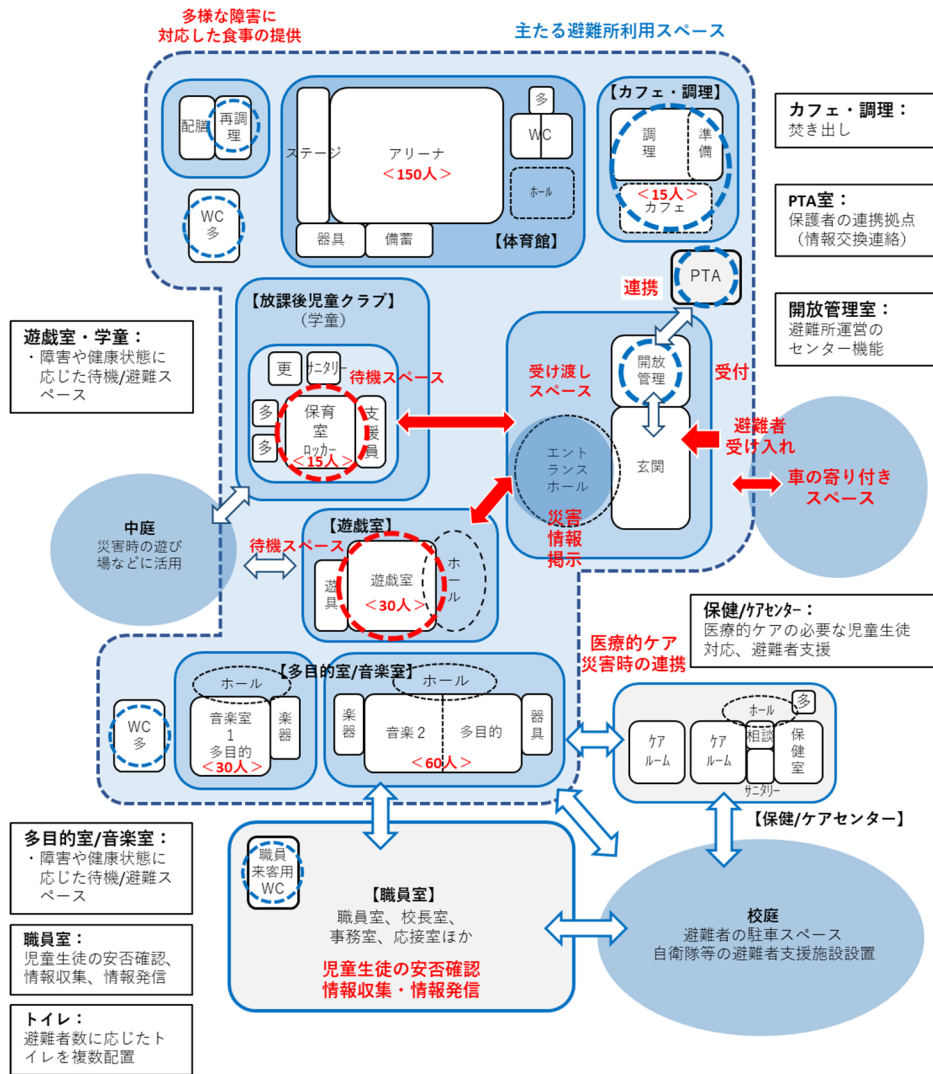 多様な障害に
対応した食事の提供
主たる避難所利用スペース
配膳
再調
理
WC
多
ステージ
アリーナ
＜150人＞
多
WC
ホール
器具
備蓄
【体育館】
【カフェ・調理】
調
理
準
備
＜15人＞
カフェ
カフェ・調理：
焚き出し
PTA室：
保護者の連携拠点
（情報交換連絡）
開放管理室：
避難所運営の
センター機能
PTA
連携
【放課後児童クラブ】
（学童）
更
サニタリー
待機スペース
多
多
保育
室
ロッカー
＜15人＞
支
援
員
遊戯室・学童：
・障害や健康状態に
応じた待機/避難ス
ペース
受け渡し
スペース
開放
管理
受付
エント
ランス
ホール
玄関
避難者
受け入れ
車の寄り付き
スペース
災害
情報
掲示
中庭
災害時の遊び
場などに活用
待機スペース
【遊戯室】
遊
具
遊戯室
＜30人＞
ホ
ー
ル
保健/ケアセンター：
医療的ケアの必要な児童生徒
対応、避難者支援
医療的ケア
災害時の連携
【多目的室/音楽室】
WC
多
ホール
音楽室
1
多目的
＜30人＞
楽
器
ホール
楽
器
音楽２
多目的
＜60人＞
器
具
ケア
ルーム
ケア
ルーム
ホール
多
相談
サニタリー
保
健
室
【保健/ケアセンター】
多目的室/音楽室：
・障害や健康状態に
応じた待機/避難ス
ペース
職員室：
児童生徒の安否確認、
情報収集、情報発信
トイレ：
避難者数に応じたト
イレを複数配置
職員
来客用
WC
【職員室】
職員室、校長室、
事務室、応接室ほか
児童生徒の安否確認
情報収集・情報発信
校庭
避難者の駐車スペース
自衛隊等の避難者支援施設設置